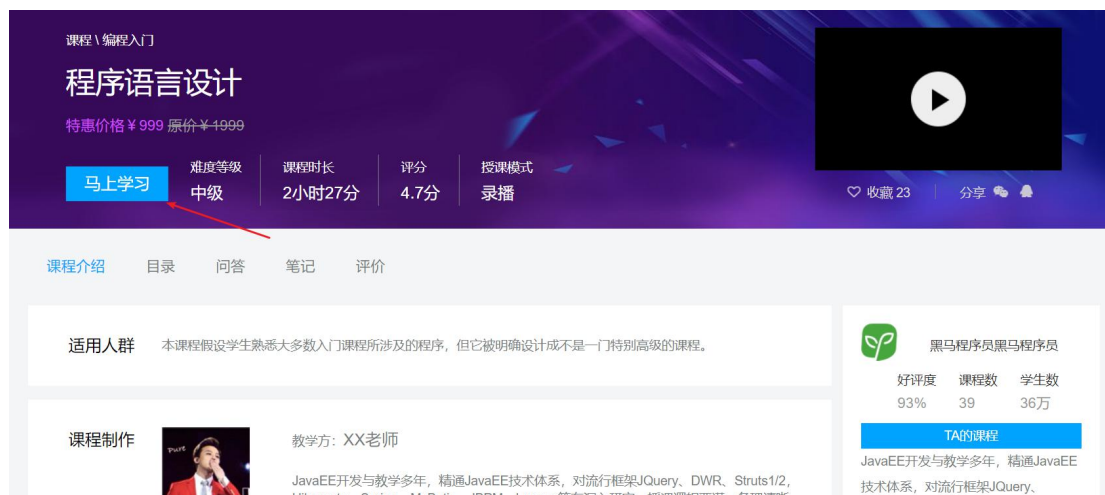 课程 \ 编程入门
程序语言设计
特惠价格￥999 原价￥1999
马上学习
难度等级 课程时长 评分 授课模式
中级 2小时27分 4.7分 录播
收藏 23 分享
课程介绍 目录 问答 笔记 评价
适用人群 本课程假设学生熟悉大多数入门课程所涉及的程序，但它被明确设计成不是一门特别高级的课程。
课程制作
Pure
教学方：XX老师
JavaEE开发与教学多年，精通JavaEE技术体系，对流行框架JQuery、DWR、Struts1/2，
黑马程序员黑马程序员
好评度 课程数 学生数
93% 39 36万
TA的课程
JavaEE开发与教学多年，精通JavaEE
技术体系，对流行框架JQuery、